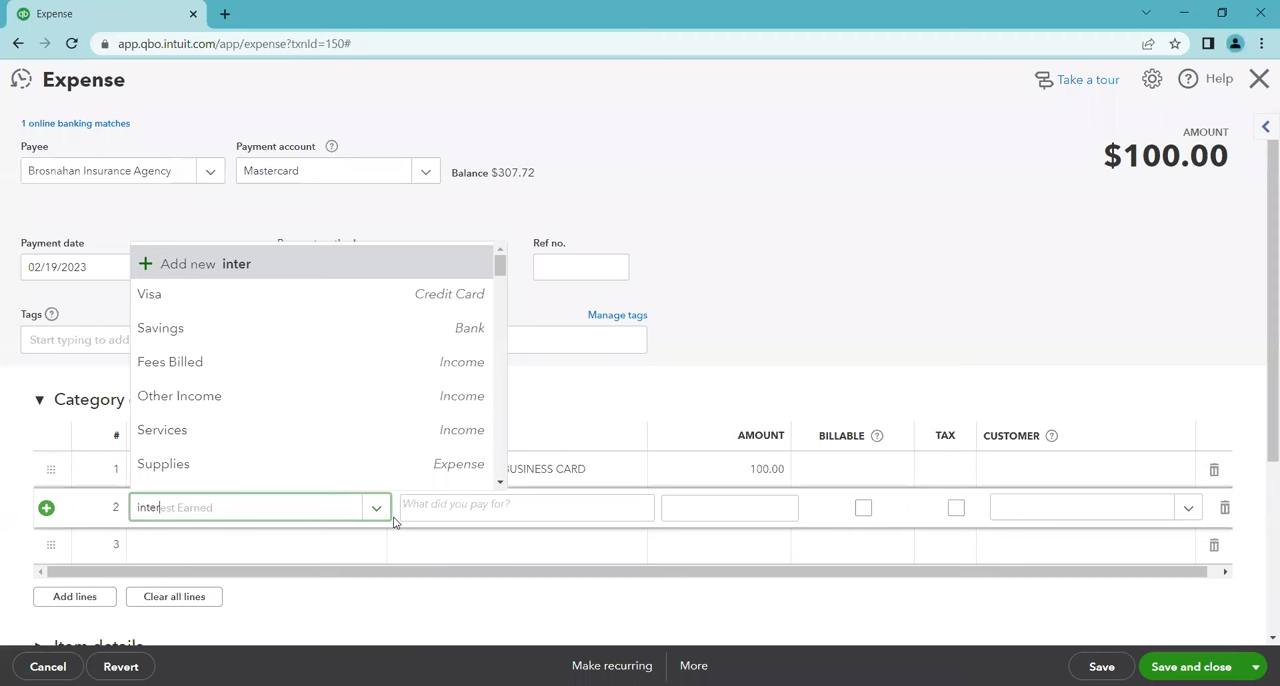 Expense
app.qbo.intuit.com/app/expense?txnId=150#
Expense
Take a tour
Help
1 online banking matches
AMOUNT
$100.00
Payee
Payment account
Brosnahan Insurance Agency
Mastercard
Balance $307.72
Payment date
Ref no.
02/19/2023
Add new inter
Visa Credit Card
Savings Bank
Tags
Manage tags
Start typing to add
Fees Billed Income
Other Income Income
Services Income
Supplies Expense
Category
# AMOUNT BILLABLE TAX CUSTOMER
1 BUSINESS CARD 100.00
2 interest Earned What did you pay for?
3
Add lines
Clear all lines
Item details
Cancel
Revert
Make recurring
More
Save
Save and close